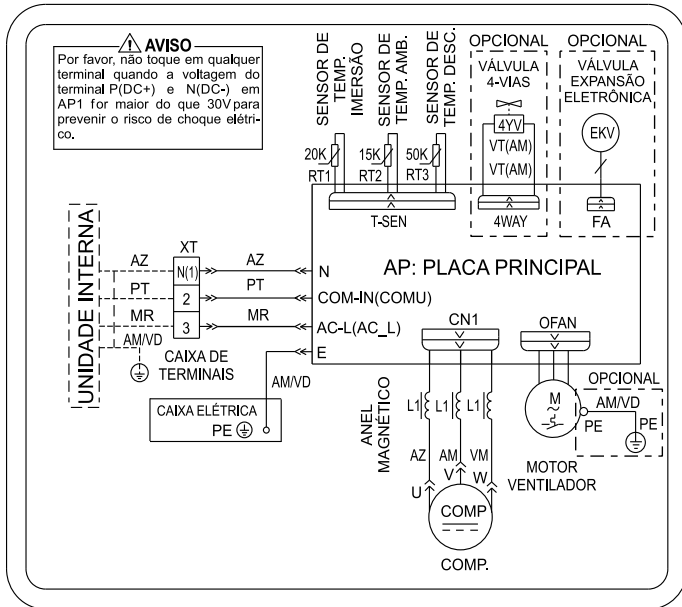 AVISO
Por favor, não toque em qualquer
terminal quando a voltagem do
terminal P(DC+) e N(DC-) em
AP1 for maior do que 30V para
prevenir o risco de choque elétri-
co.
SENSOR DE
TEMP.
IMERSÃO
SENSOR DE
TEMP. AMB.
SENSOR DE
TEMP. DESC.
OPCIONAL
VÁLVULA
4-VIAS
4YV
VT(AM)
VT(AM)
4WAY
OPCIONAL
VÁLVULA
EXPANSÃO
ELETRÔNICA
EKV
FA
20K
RT1
15K
RT2
50K
RT3
T-SEN
UNIDADE INTERNA
XT
AZ
N(1)
AZ
N
PT
2
PT
COM-IN(COMU)
MR
3
MR
AC-L(AC_L)
AM/VD
E
CAIXA DE
TERMINAIS
AM/VD
CAIXA ELÉTRICA
PE
AP: PLACA PRINCIPAL
CN1
OFAN
ANEL
MAGNÉTICO
L1
L1
L1
AZ
AM
VM
U
V
W
COMP
COMP.
M
MOTOR
VENTILADOR
OPCIONAL
AM/VD
PE
PE